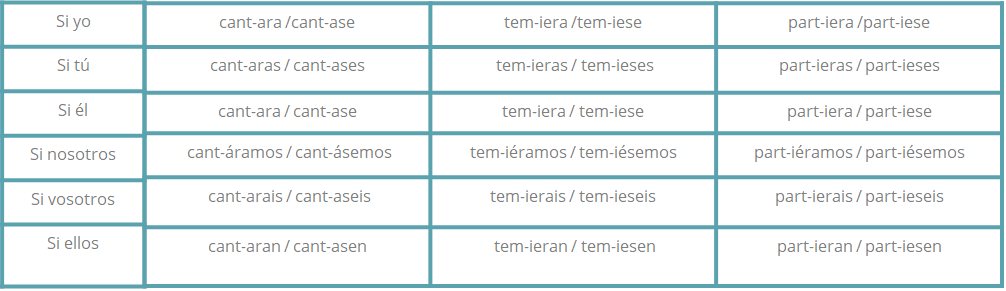 Si yo cant-ara /cant-ase tem-iera /tem-iese part-iera /part-iese
Si tú cant-aras / cant-ases tem-ieras / tem-ieses part-ieras / part-ieses
Si él cant-ara / cant-ase tem-iera / tem-iese part-iera / part-iese
Si nosotros cant-áramos / cant-ásemos tem-iéramos / tem-iésemos part-iéramos / part-iésemos
Si vosotros cant-arais / cant-aseis tem-ierais / tem-ieseis part-ierais / part-ieseis
Si ellos cant-aran / cant-asen tem-ieran / tem-iesen part-ieran / part-iesen